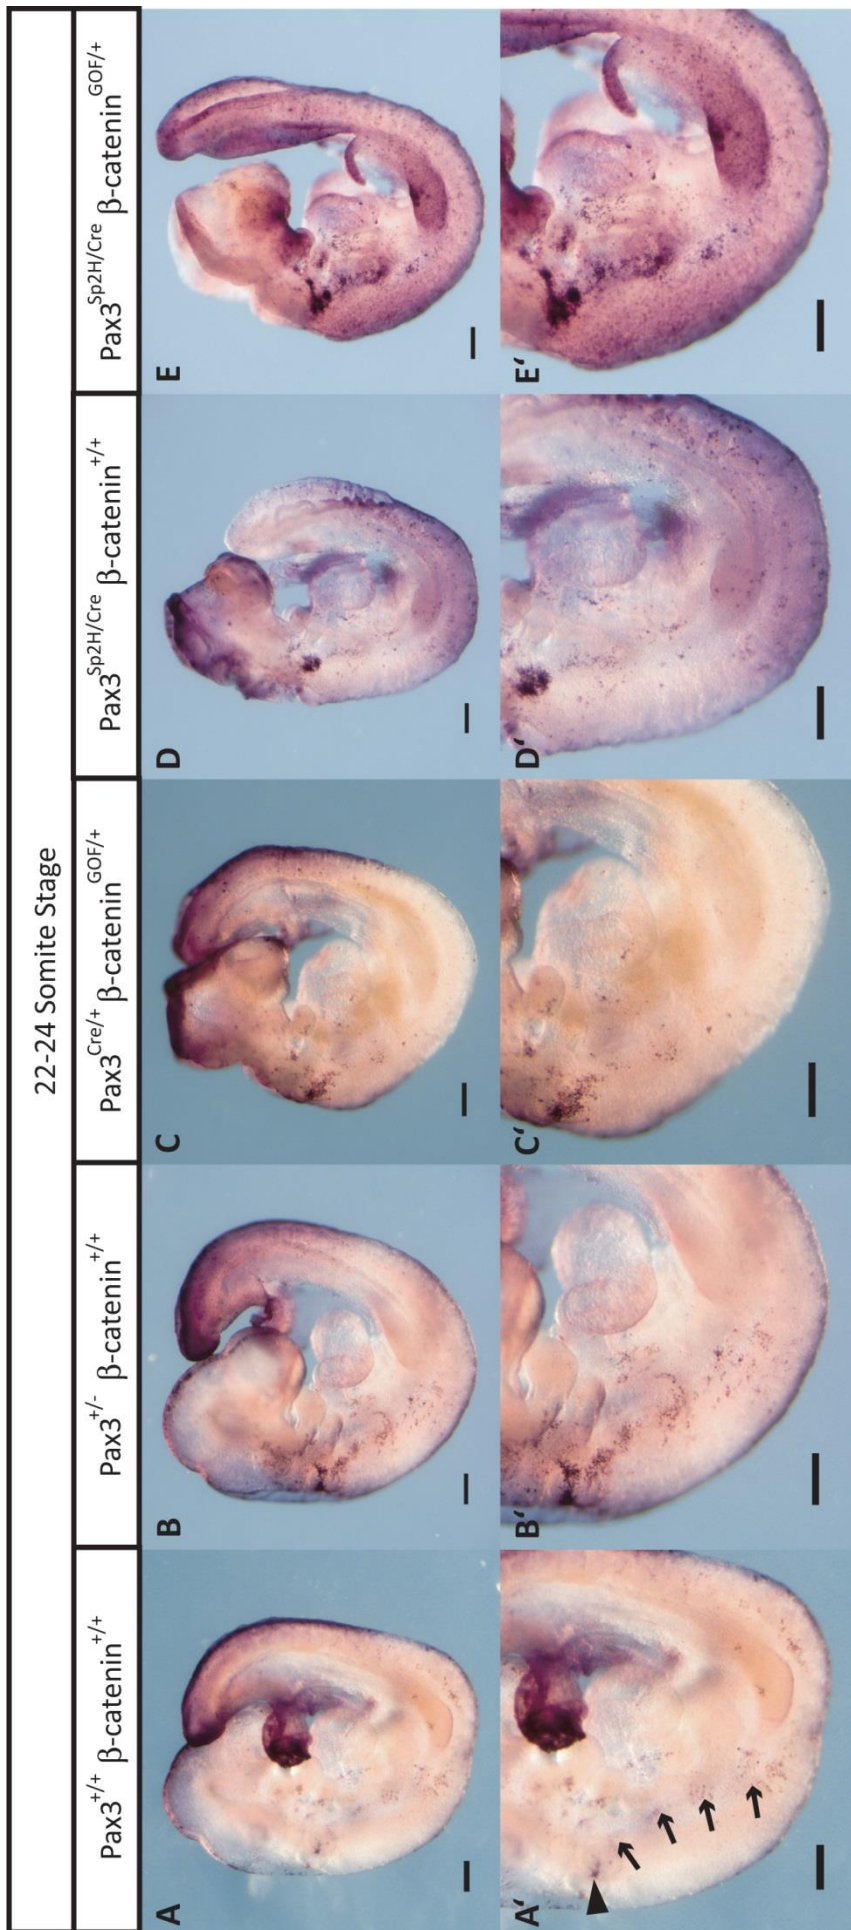 22-24 Somite Stage
Pax3+/+ β-catenin+/+
Pax3+/- β-catenin+/+
Pax3Cre/+ β-catenin GOF/+
Pax3Sp2H/Cre β-catenin+/+
Pax3Sp2H/Cre β-catenin GOF/+
A
B
C
D
E
A'
B'
C'
D'
E'